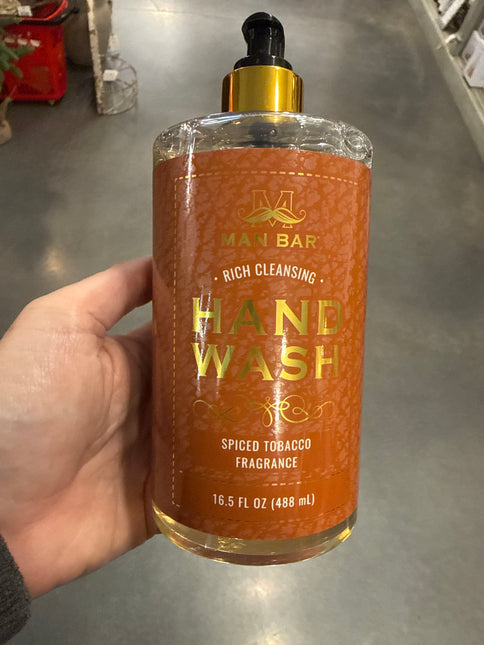 M
MAN BAR
• RICH CLEANSING •
HAND
WASH
SPICED TOBACCO
FRAGRANCE
16.5 FL OZ (488 mL)